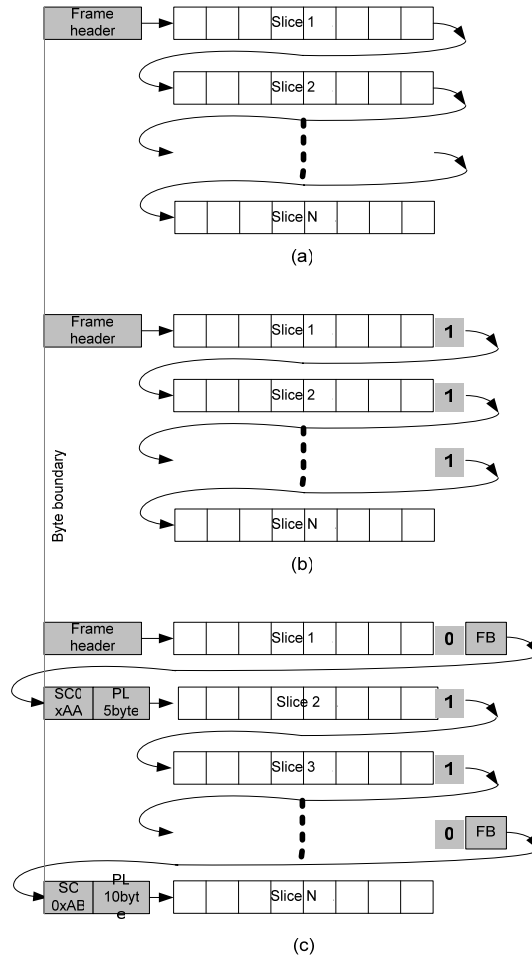 Frame
header
Slice 1
Slice 2
Slice N
(a)
Frame
header
Slice 1
1
Slice 2
1
1
Byte boundary
Slice N
(b)
Frame
header
Slice 1
0
FB
SC0
xAA
PL
5byte
Slice 2
1
Slice 3
1
0
FB
SC
0xAB
PL
10byt
e
Slice N
(c)